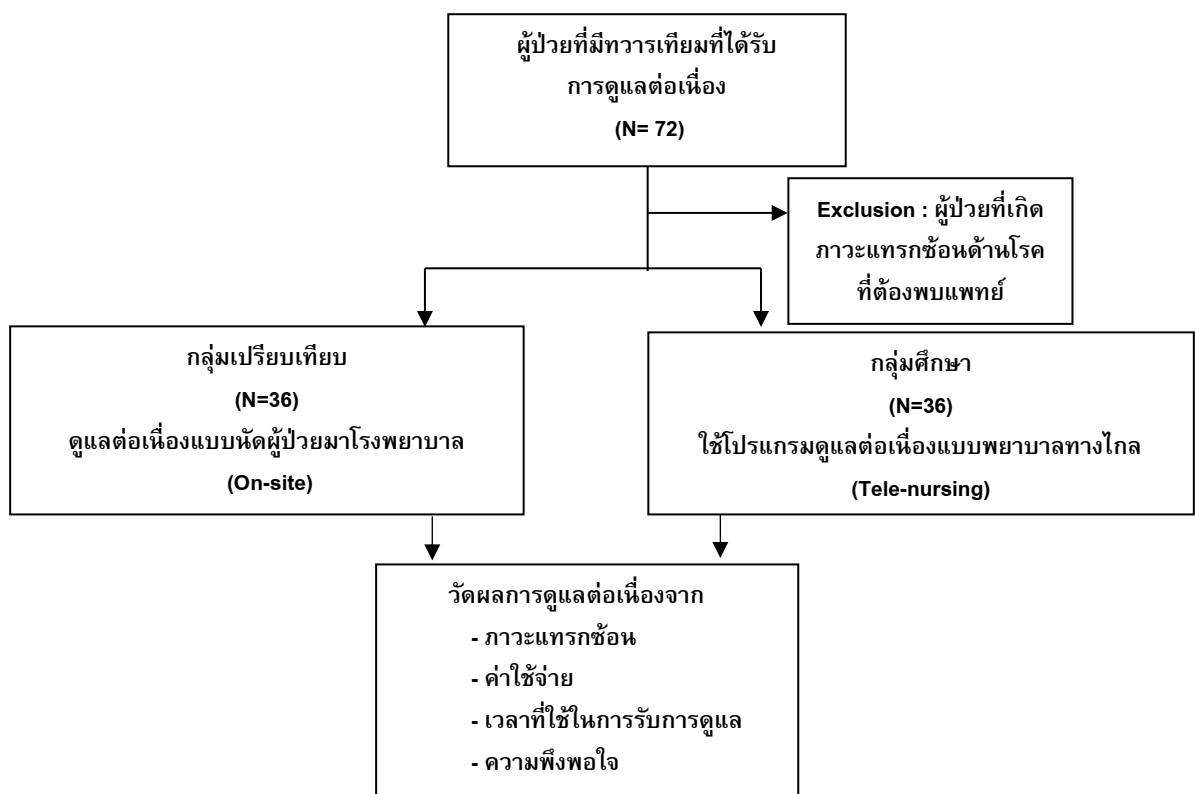 ผู้ป่วยที่มีทวารเทียมที่ได้รับ
การดูแลต่อเนื่อง
(N= 72)
Exclusion : ผู้ป่วยที่เกิด
ภาวะแทรกซ้อนด้านโรค
ที่ต้องพบแพทย์
กลุ่มเปรียบเทียบ
(N=36)
ดูแลต่อเนื่องแบบนัดผู้ป่วยมาโรงพยาบาล
(On-site)
กลุ่มศึกษา
(N=36)
ใช้โปรแกรมดูแลต่อเนื่องแบบพยาบาลทางไกล
(Tele-nursing)
วัดผลการดูแลต่อเนื่องจาก
- ภาวะแทรกซ้อน
- ค่าใช้จ่าย
- เวลาที่ใช้ในการรับการดูแล
- ความพึงพอใจ